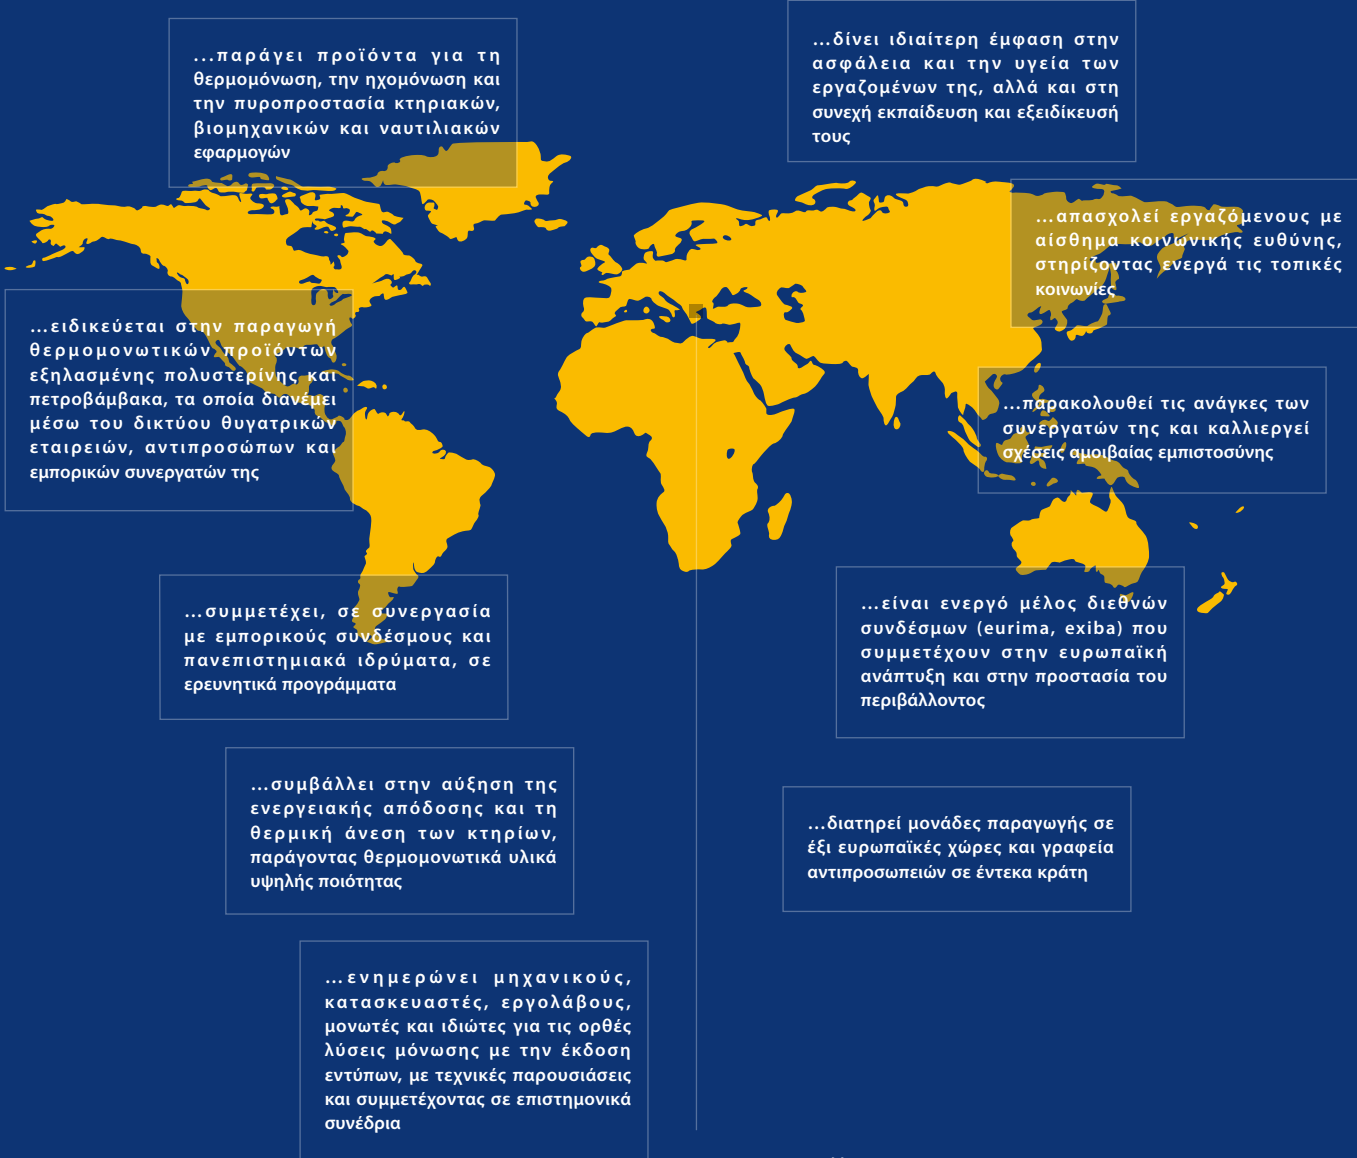 ...παράγει προϊόντα για τη
θερμομόνωση, την ηχομόνωση και
την πυροπροστασία κτηριακών,
βιομηχανικών και ναυτιλιακών
εφαρμογών
...δίνει ιδιαίτερη έμφαση στην
ασφάλεια και την υγεία των
εργαζομένων της, αλλά και στη
συνεχή εκπαίδευση και εξειδίκευσή
τους
...απασχολεί εργαζόμενους με
αίσθημα κοινωνικής ευθύνης,
στηρίζοντας ενεργά τις τοπικές
κοινωνίες
...ειδικεύεται στην παραγωγή
θερμομονωτικών προϊόντων
εξηλασμένης πολυστερίνης και
πετροβάμβακα, τα οποία διανέμει
μέσω του δικτύου θυγατρικών
εταιρειών, αντιπροσώπων και
εμπορικών συνεργατών της
...παρακολουθεί τις ανάγκες των
συνεργατών της και καλλιεργεί
σχέσεις αμοιβαίας εμπιστοσύνης
...συμμετέχει, σε συνεργασία
με εμπορικούς συνδέσμους και
πανεπιστημιακά ιδρύματα, σε
ερευνητικά προγράμματα
...είναι ενεργό μέλος διεθνών
συνδέσμων (eurima, exiba) που
συμμετέχουν στην ευρωπαϊκή
ανάπτυξη και στην προστασία του
περιβάλλοντος
...συμβάλλει στην αύξηση της
ενεργειακής απόδοσης και τη
θερμική άνεση των κτηρίων,
παράγοντας θερμομονωτικά υλικά
υψηλής ποιότητας
...διατηρεί μονάδες παραγωγής σε
έξι ευρωπαϊκές χώρες και γραφεία
αντιπροσωπειών σε έντεκα κράτη
...ενημερώνει μηχανικούς,
κατασκευαστές, εργολάβους,
μονωτές και ιδιώτες για τις ορθές
λύσεις μόνωσης με την έκδοση
εντύπων, με τεχνικές παρουσιάσεις
και συμμετέχοντας σε επιστημονικά
συνέδρια